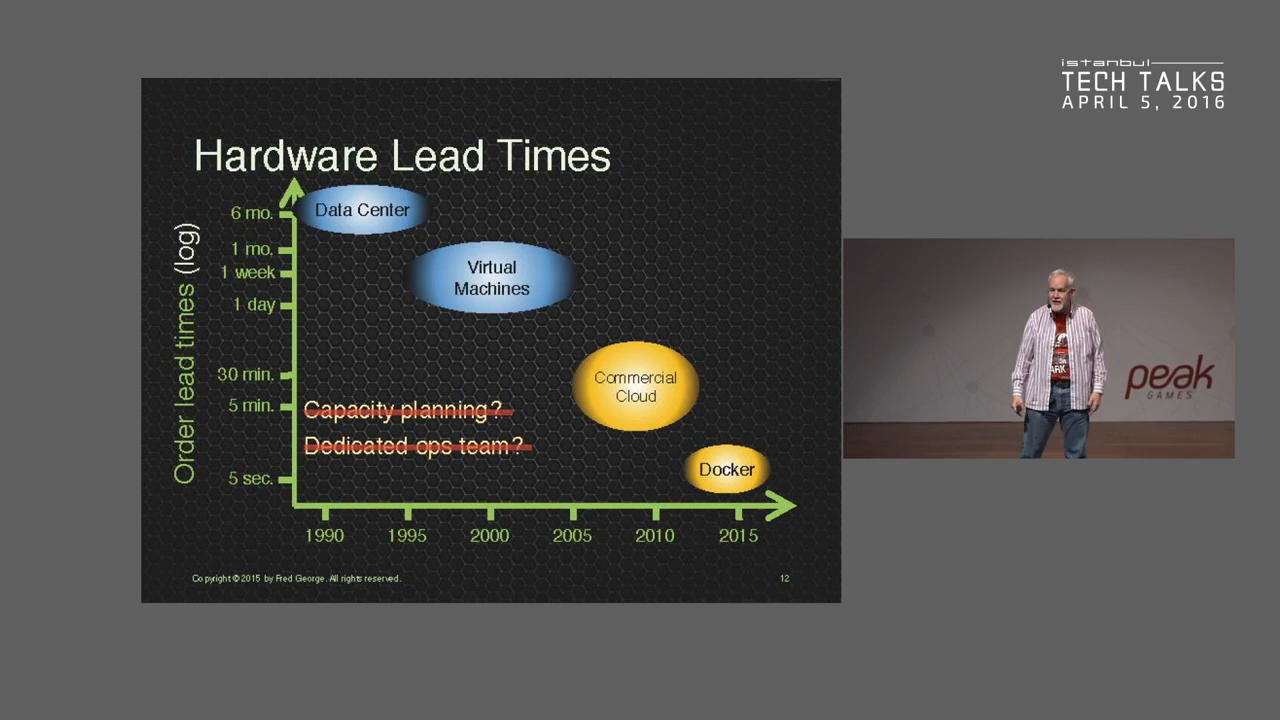 istanbul
TECH TALKS
APRIL 5, 2016
Hardware Lead Times
Order lead times (log)
6 mo.
1 mo.
1 week
1 day
30 min.
5 min.
5 sec.
Data Center
Virtual
Machines
Commercial
Cloud
Docker
Capacity planning?
Dedicated ops team?
1990 1995 2000 2005 2010 2015
Copyright © 2015 by Fred George. All rights reserved.
12
peak
GAMES